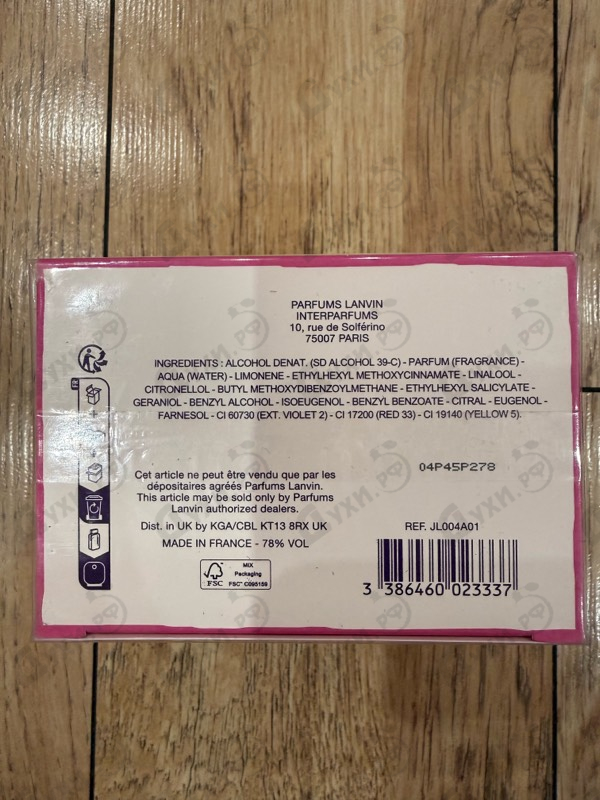 PARFUMS LANVIN
INTERPARFUMS
10, rue de Solférino
75007 PARIS
INGREDIENTS : ALCOHOL DENAT. (SD ALCOHOL 39-C) - PARFUM (FRAGRANCE) -
AQUA (WATER) - LIMONENE - ETHYLHEXYL METHOXYCINNAMATE - LINALOOL -
CITRONELLOL - BUTYL METHOXYDIBENZOYLMETHANE - ETHYLHEXYL SALICYLATE -
GERANIOL - BENZYL ALCOHOL - ISOEUGENOL - BENZYL BENZOATE - CITRAL - EUGENOL -
FARNESOL - CI 60730 (EXT. VIOLET 2) - CI 17200 (RED 33) - CI 19140 (YELLOW 5).
04P45P278
Cet article ne peut être vendu que par les
dépositaires agréés Parfums Lanvin.
This article may be sold only by Parfums
Lanvin authorized dealers.
Dist. in UK by KGA/CBL KT13 8RX UK
REF. JL004A01
MADE IN FRANCE - 78% VOL
FSC
MIX
Packaging
FSC™ C095159
3 386460 023337
FR
ДУХИ.РФ